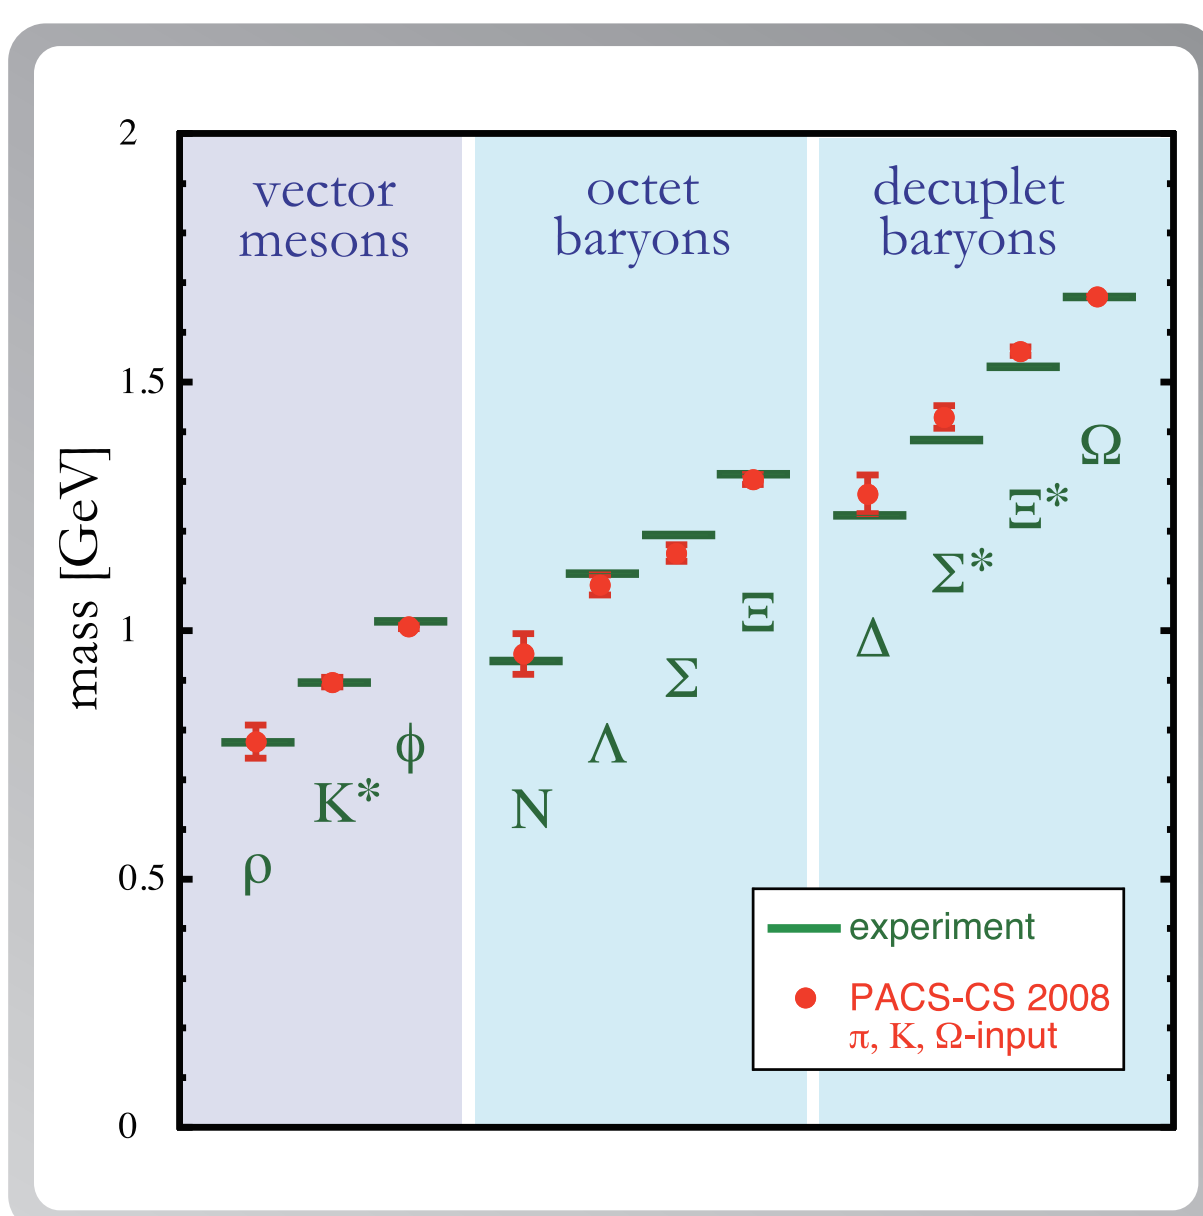 2
1.5
1
0.5
0
mass [GeV]
vector
mesons
octet
baryons
decuplet
baryons
ρ
K*
ϕ
N
Λ
Σ
Ξ
Δ
Σ*
Ξ*
Ω
experiment
PACS-CS 2008
π, K, Ω-input